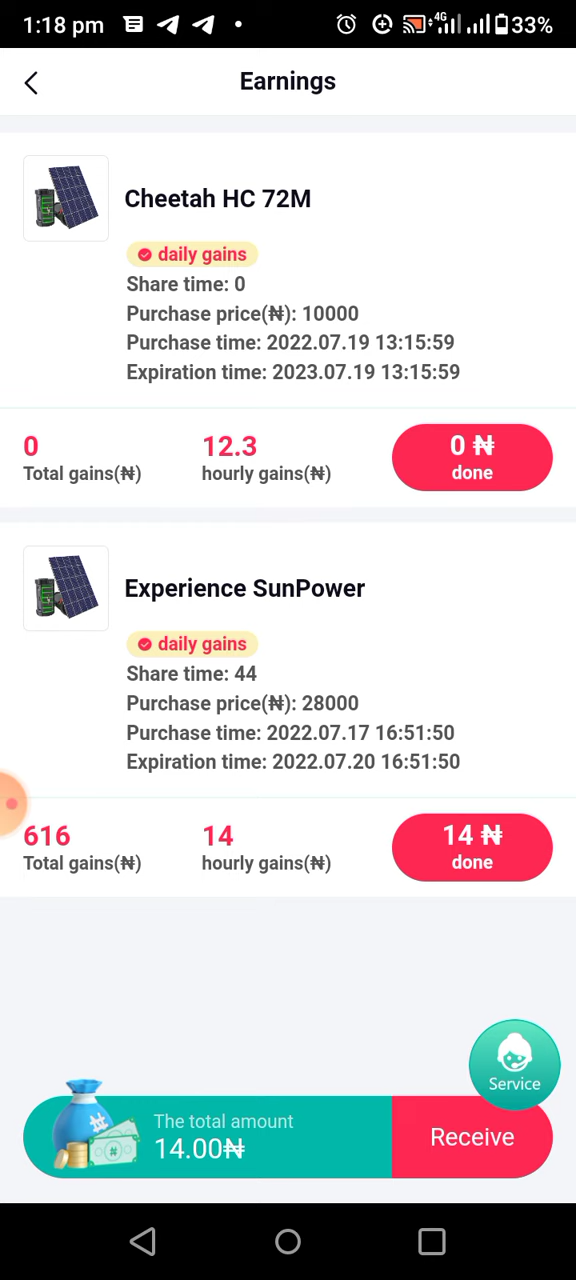 1:18 pm 4G 33%
Earnings
Cheetah HC 72M
daily gains
Share time: 0
Purchase price(₦): 10000
Purchase time: 2022.07.19 13:15:59
Expiration time: 2023.07.19 13:15:59
0 12.3 0 ₦
Total gains(₦) hourly gains(₦) done
Experience SunPower
daily gains
Share time: 44
Purchase price(₦): 28000
Purchase time: 2022.07.17 16:51:50
Expiration time: 2022.07.20 16:51:50
616 14 14 ₦
Total gains(₦) hourly gains(₦) done
Service
The total amount
14.00₦ Receive